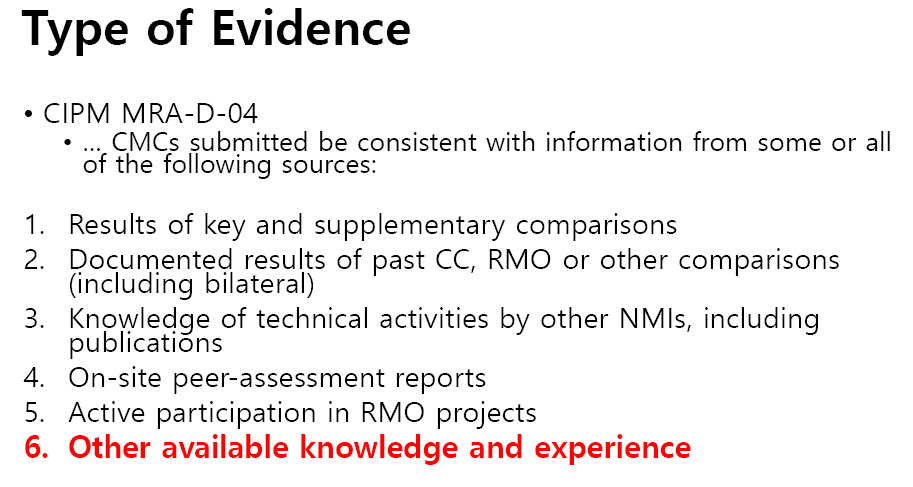 Type of Evidence
• CIPM MRA-D-04
• ... CMCs submitted be consistent with information from some or all
of the following sources:
1. Results of key and supplementary comparisons
2. Documented results of past CC, RMO or other comparisons
(including bilateral)
3. Knowledge of technical activities by other NMIs, including
publications
4. On-site peer-assessment reports
5. Active participation in RMO projects
6. Other available knowledge and experience